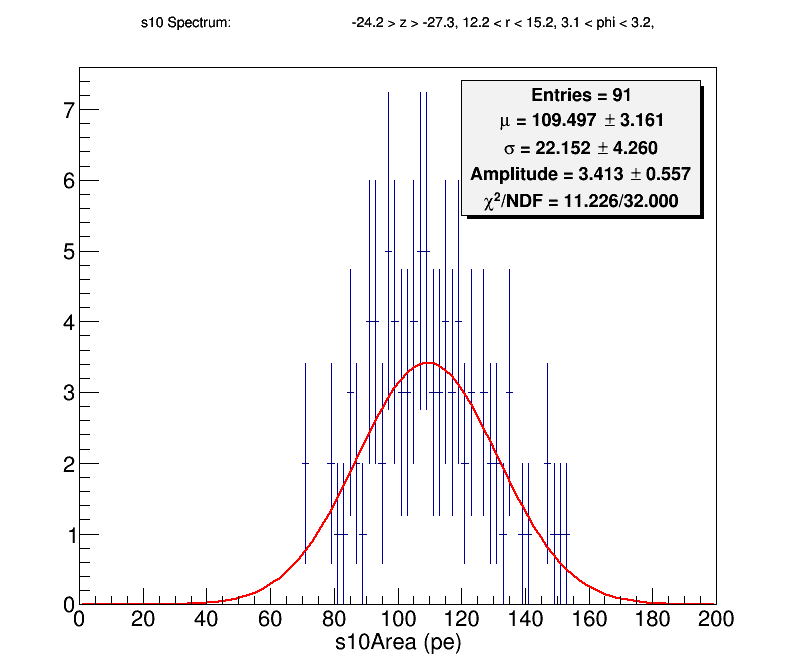 s10 Spectrum: -24.2 > z > -27.3, 12.2 < r < 15.2, 3.1 < phi < 3.2,
Entries = 91
μ = 109.497 ± 3.161
σ = 22.152 ± 4.260
Amplitude = 3.413 ± 0.557
χ²/NDF = 11.226/32.000
7
6
5
4
3
2
1
0
0 20 40 60 80 100 120 140 160 180 200
s10Area (pe)